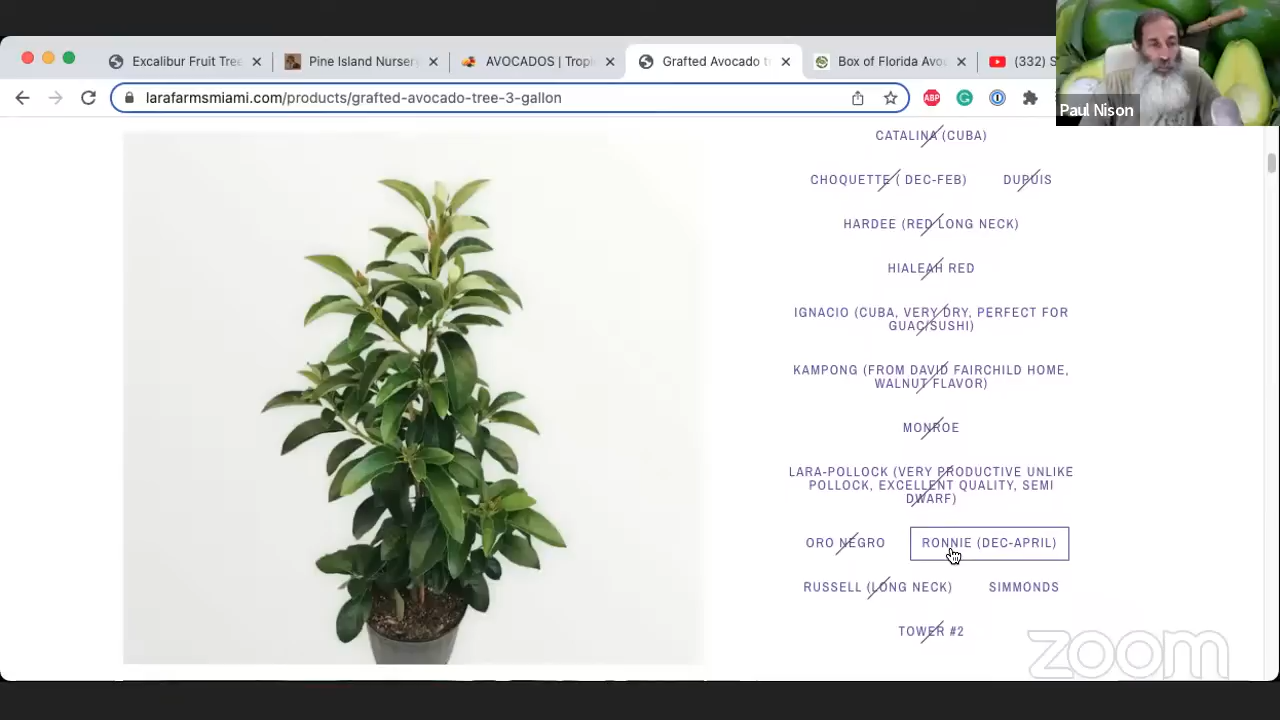 Excalibur Fruit Tre
Pine Island Nurser
AVOCADOS | Tropi
Grafted Avocado t
Box of Florida Avo
(332) S
larafarmsmiami.com/products/grafted-avocado-tree-3-gallon
ABP
Paul Nison
CATALINA (CUBA)
CHOQUETTE ( DEC-FEB)
DUPUIS
HARDEE (RED LONG NECK)
HIALEAH RED
IGNACIO (CUBA, VERY DRY, PERFECT FOR
GUAC/SUSHI)
KAMPONG (FROM DAVID FAIRCHILD HOME,
WALNUT FLAVOR)
MONROE
LARA-POLLOCK (VERY PRODUCTIVE UNLIKE
POLLOCK, EXCELLENT QUALITY, SEMI
DWARF)
ORO NEGRO
RONNIE (DEC-APRIL)
RUSSELL (LONG NECK)
SIMMONDS
TOWER #2
zoom